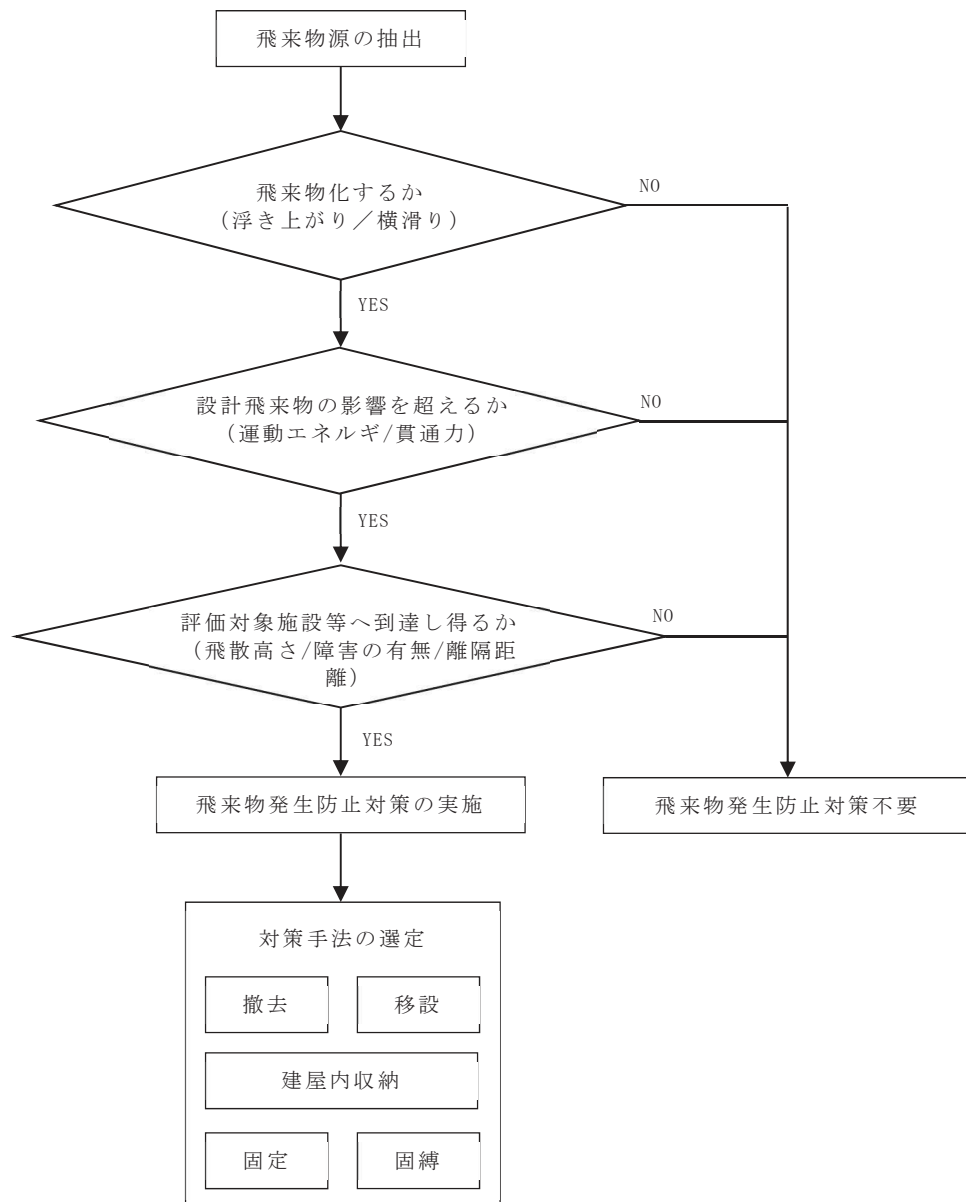 飛来物源の抽出
飛来物化するか
（浮き上がり／横滑り）
NO
YES
設計飛来物の影響を超えるか
（運動エネルギ/貫通力）
NO
YES
評価対象施設等へ到達し得るか
（飛散高さ/障害の有無/離隔距
離）
NO
YES
飛来物発生防止対策の実施
飛来物発生防止対策不要
対策手法の選定
撤去
移設
建屋内収納
固定
固縛